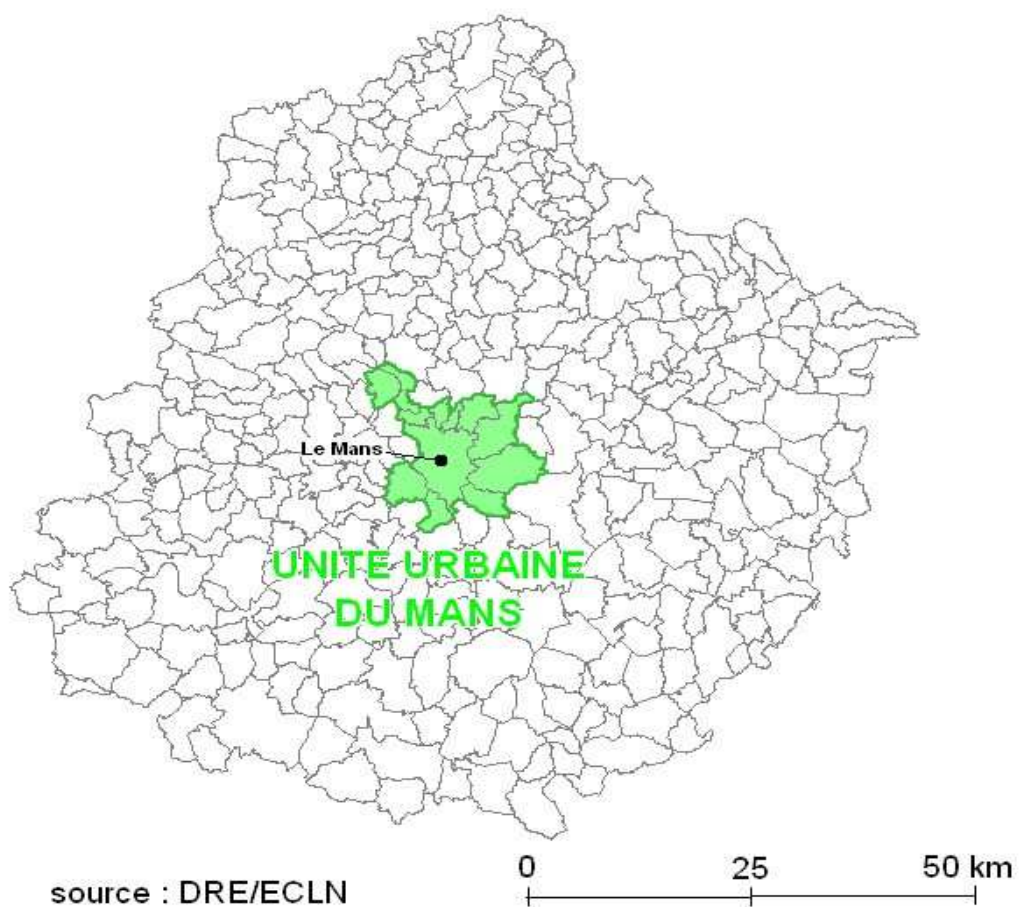 Le Mans
UNITE URBAINE
DU MANS
0 25 50 km
source : DRE/ECLN